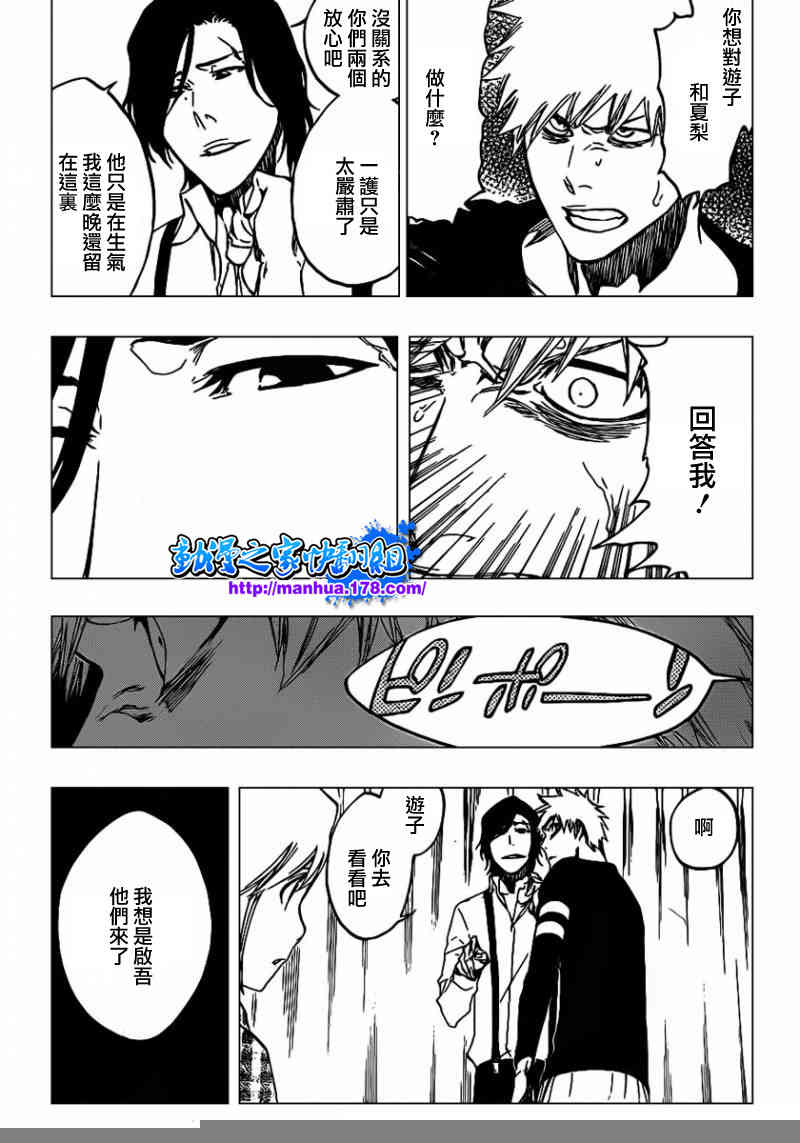 你想對遊子
和夏梨
做什麼？
一護只是
太嚴肅了
沒關系的
你們兩個
放心吧
他只是在生氣
我這麼晚還留
在這裏
回答我！
動漫之家快翻組
http://manhua.178.com/
ピンポーン
啊
遊子
你去
看看吧
我想是啟吾
他們來了